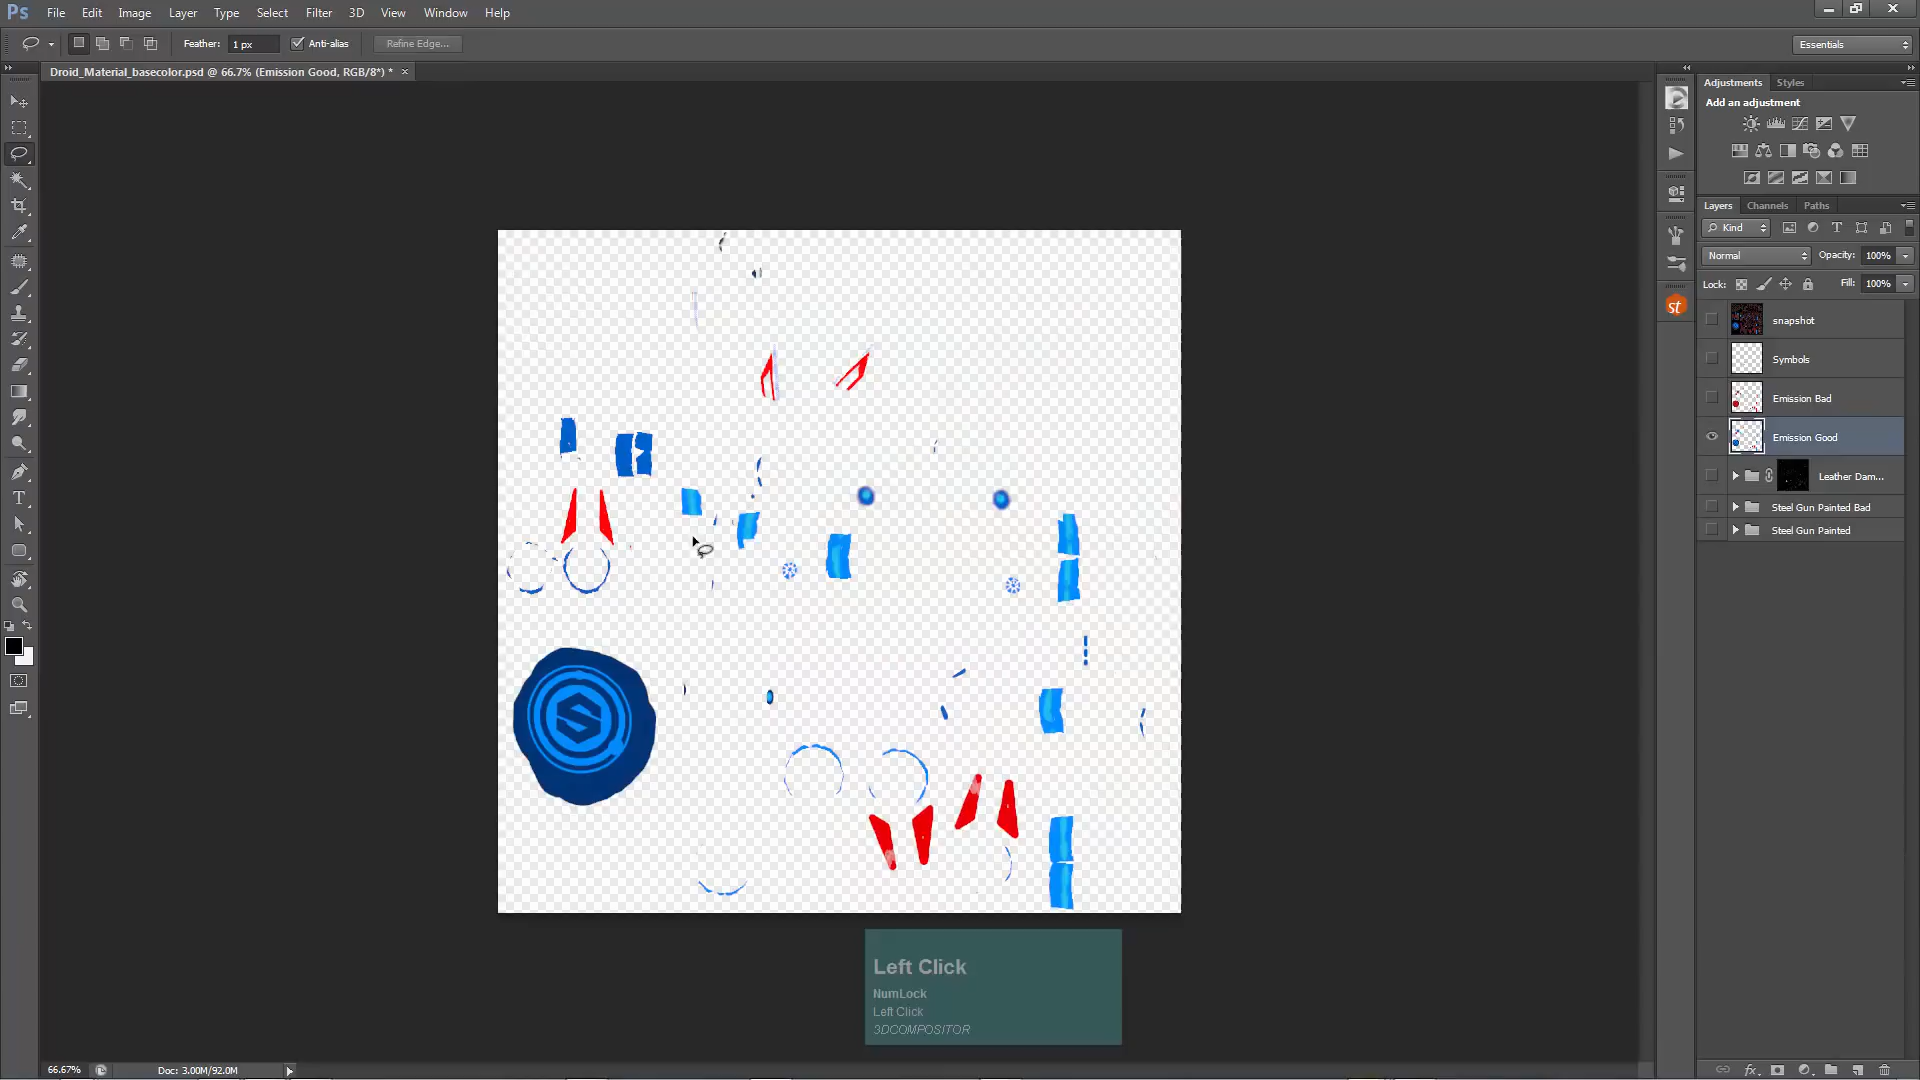 Ps File Edit Image Layer Type Select Filter 3D View Window Help
Feather: 1 px Anti-alias Refine Edge... Essentials
Droid_Material_basecolor.psd @ 66.7% (Emission Good, RGB/8*) * ×
Adjustments Styles
Add an adjustment
Layers Channels Paths
Kind
Normal Opacity: 100%
Lock: Fill: 100%
st
snapshot
Symbols
Emission Bad
Emission Good
Leather Dam...
Steel Gun Painted Bad
Steel Gun Painted
T
S
Left Click
NumLock
Left Click
3DCOMPOSITOR
66.67% Doc: 3.00M/92.0M
fx